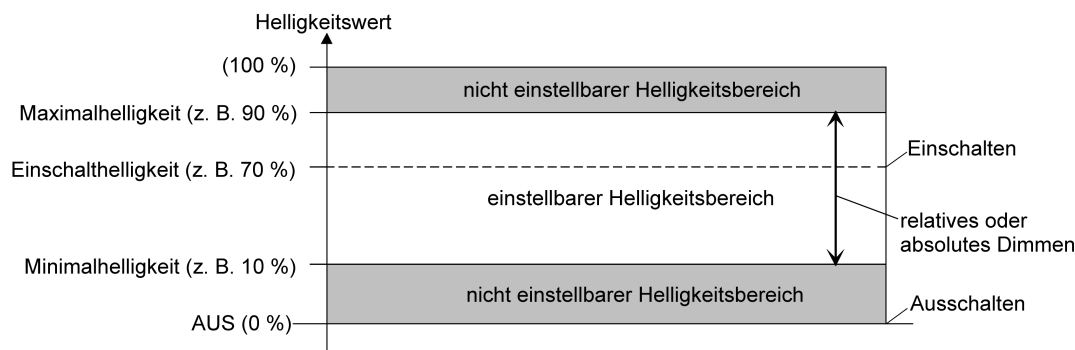 Helligkeitswert
(100 %)
nicht einstellbarer Helligkeitsbereich
Maximalhelligkeit (z. B. 90 %)
Einschalten
Einschalthelligkeit (z. B. 70 %)
einstellbarer Helligkeitsbereich
relatives oder
absolutes Dimmen
Minimalhelligkeit (z. B. 10 %)
nicht einstellbarer Helligkeitsbereich
Ausschalten
AUS (0 %)